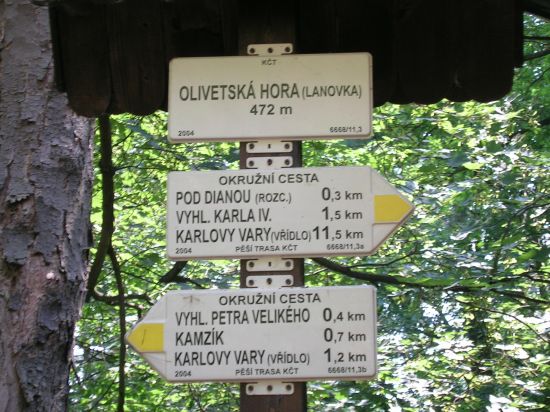 KČT
OLIVETSKÁ HORA (LANOVKA)
472 m
2004 6668/11,3
OKRUŽNÍ CESTA
POD DIANOU (ROZC.) 0,3 km
VYHL. KARLA IV. 1,5 km
KARLOVY VARY (VŘÍDLO) 11,5 km
2004 PĚŠÍ TRASA KČT 6668/11,3a
OKRUŽNÍ CESTA
VYHL. PETRA VELIKÉHO 0,4 km
KAMZÍK 0,7 km
KARLOVY VARY (VŘÍDLO) 1,2 km
2004 PĚŠÍ TRASA KČT 6668/11,3b